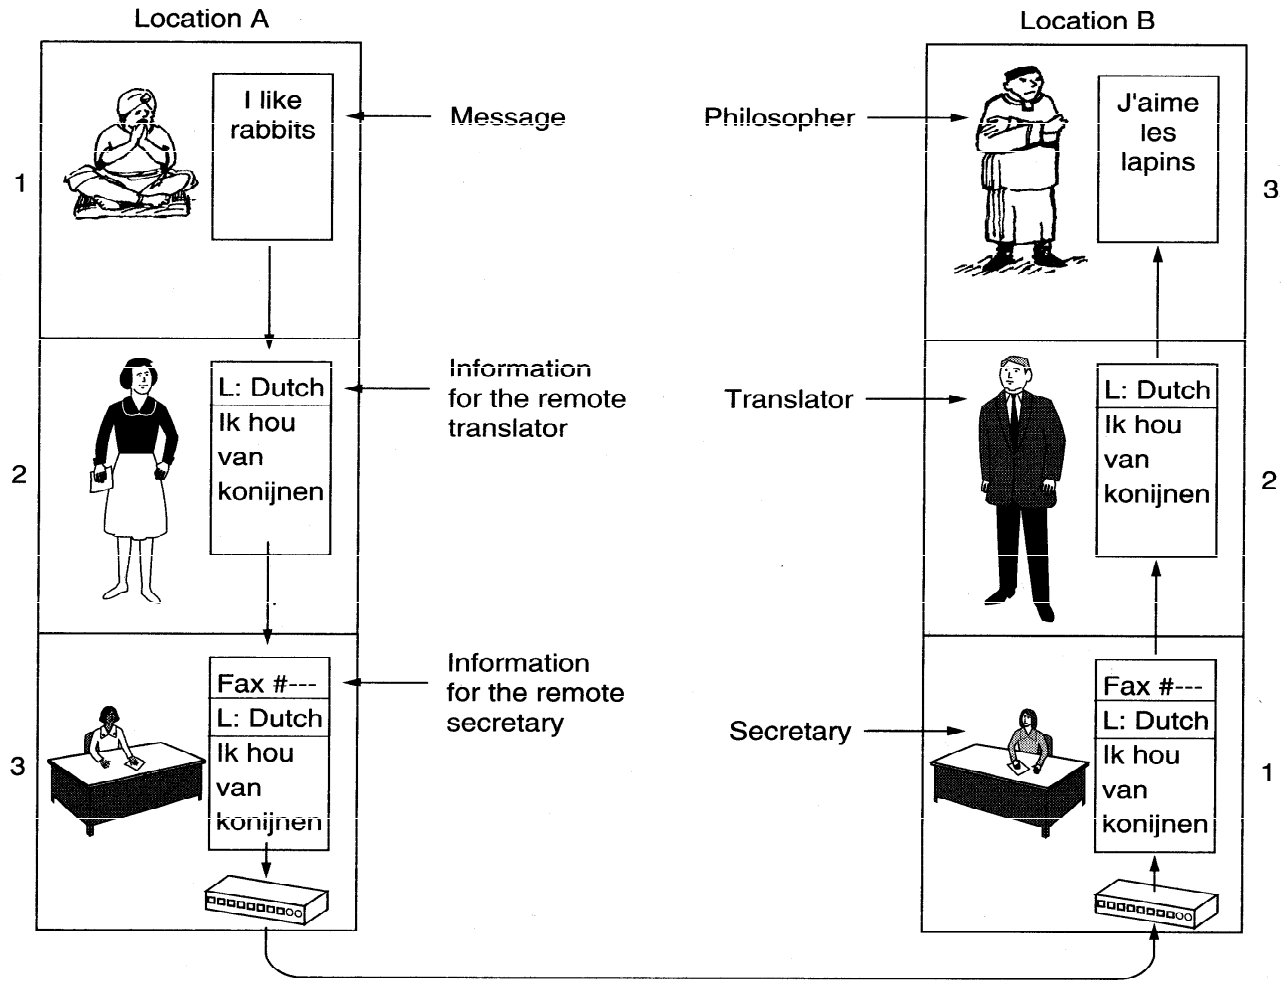 Location A
1
I like
rabbits
Message
2
L: Dutch
Ik hou
van
konijnen
Information
for the remote
translator
3
Fax #---
L: Dutch
Ik hou
van
konijnen
Information
for the remote
secretary
Location B
Philosopher
J'aime
les
lapins
3
Translator
L: Dutch
Ik hou
van
konijnen
2
Secretary
Fax #---
L: Dutch
Ik hou
van
konijnen
1